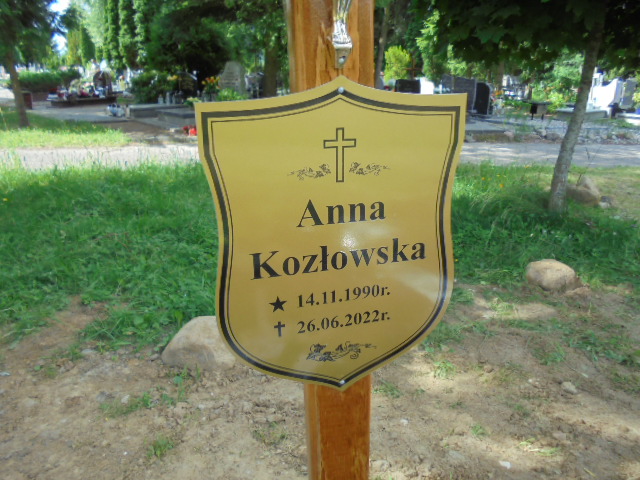 Anna
Kozłowska
★ 14.11.1990r.
✝ 26.06.2022r.